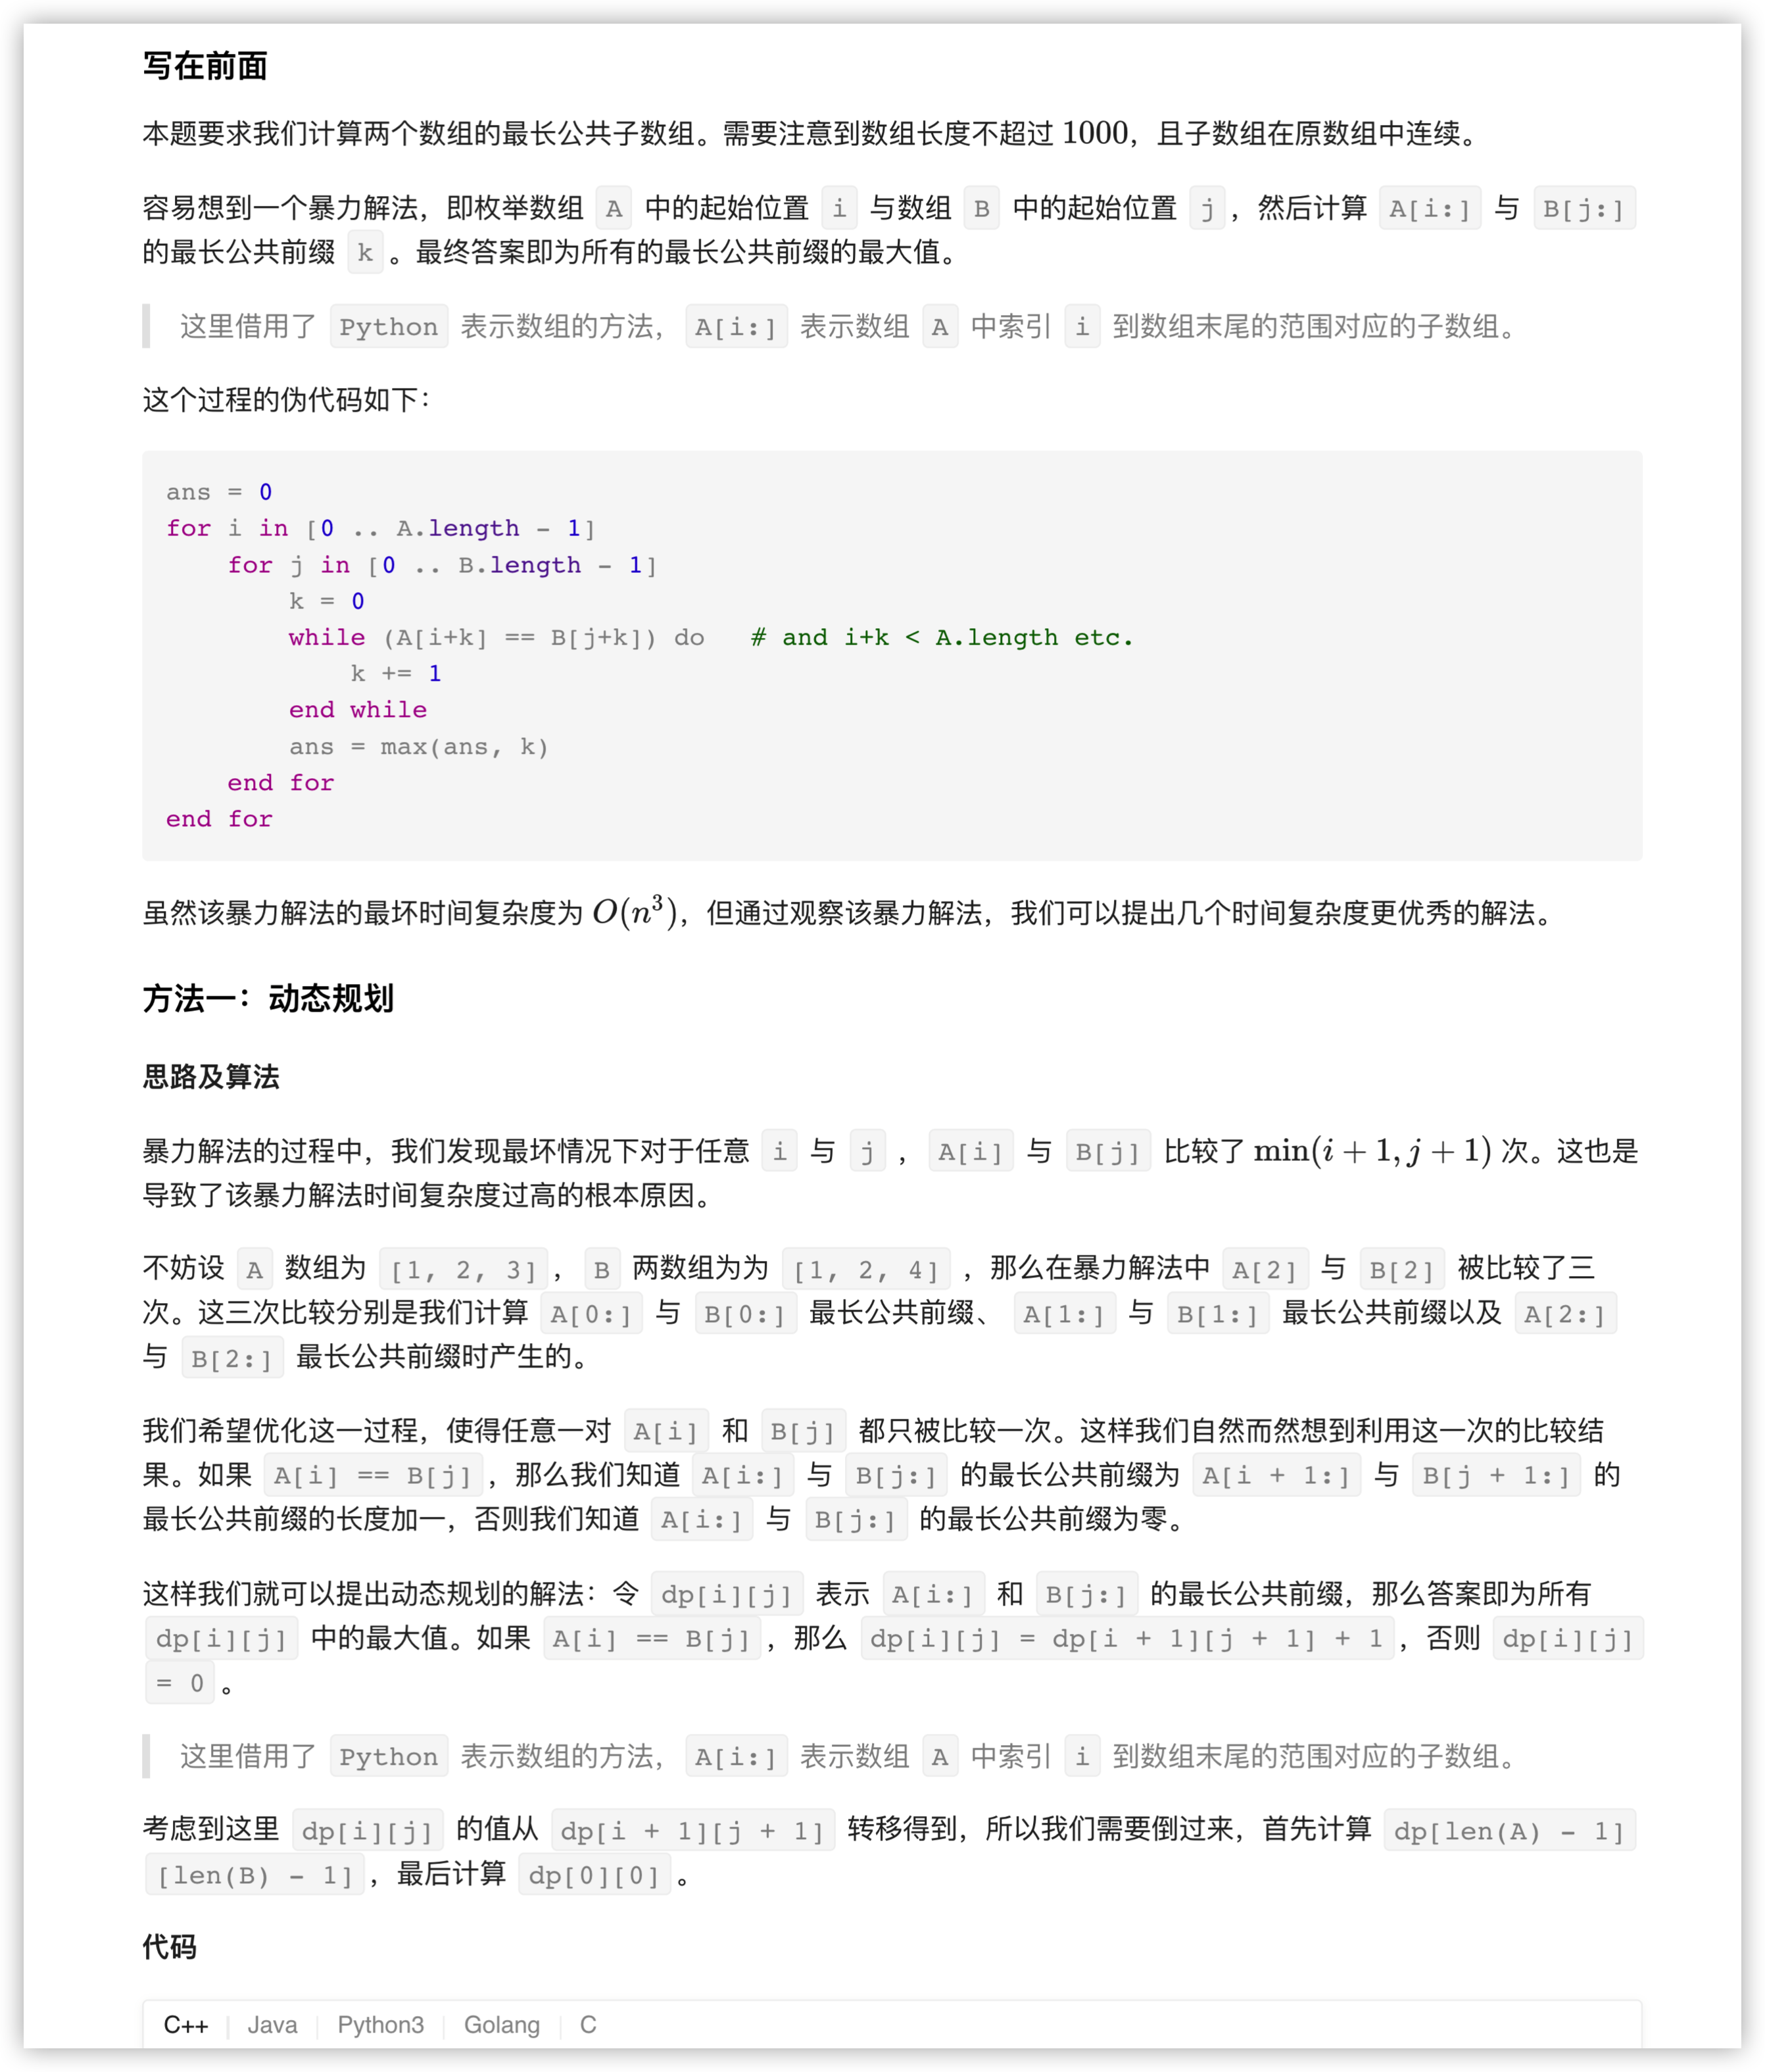 写在前面
本题要求我们计算两个数组的最长公共子数组。需要注意到数组长度不超过 1000，且子数组在原数组中连续。
容易想到一个暴力解法，即枚举数组 A 中的起始位置 i 与数组 B 中的起始位置 j ，然后计算 A[i:] 与 B[j:]
的最长公共前缀 k 。最终答案即为所有的最长公共前缀的最大值。
这里借用了 Python 表示数组的方法， A[i:] 表示数组 A 中索引 i 到数组末尾的范围对应的子数组。
这个过程的伪代码如下：
ans = 0
for i in [0 .. A.length - 1]
    for j in [0 .. B.length - 1]
        k = 0
        while (A[i+k] == B[j+k]) do   # and i+k < A.length etc.
            k += 1
        end while
        ans = max(ans, k)
    end for
end for
虽然该暴力解法的最坏时间复杂度为 O(n³)，但通过观察该暴力解法，我们可以提出几个时间复杂度更优秀的解法。
方法一：动态规划
思路及算法
暴力解法的过程中，我们发现最坏情况下对于任意 i 与 j ， A[i] 与 B[j] 比较了 min(i + 1, j + 1) 次。这也是
导致了该暴力解法时间复杂度过高的根本原因。
不妨设 A 数组为 [1, 2, 3] ， B 两数组为为 [1, 2, 4] ，那么在暴力解法中 A[2] 与 B[2] 被比较了三
次。这三次比较分别是我们计算 A[0:] 与 B[0:] 最长公共前缀、 A[1:] 与 B[1:] 最长公共前缀以及 A[2:]
与 B[2:] 最长公共前缀时产生的。
我们希望优化这一过程，使得任意一对 A[i] 和 B[j] 都只被比较一次。这样我们自然而然想到利用这一次的比较结
果。如果 A[i] == B[j] ，那么我们知道 A[i:] 与 B[j:] 的最长公共前缀为 A[i + 1:] 与 B[j + 1:] 的
最长公共前缀的长度加一，否则我们知道 A[i:] 与 B[j:] 的最长公共前缀为零。
这样我们就可以提出动态规划的解法：令 dp[i][j] 表示 A[i:] 和 B[j:] 的最长公共前缀，那么答案即为所有
dp[i][j] 中的最大值。如果 A[i] == B[j] ，那么 dp[i][j] = dp[i + 1][j + 1] + 1 ，否则 dp[i][j]
= 0 。
这里借用了 Python 表示数组的方法， A[i:] 表示数组 A 中索引 i 到数组末尾的范围对应的子数组。
考虑到这里 dp[i][j] 的值从 dp[i + 1][j + 1] 转移得到，所以我们需要倒过来，首先计算 dp[len(A) - 1]
[len(B) - 1] ，最后计算 dp[0][0] 。
代码
C++ Java Python3 Golang C